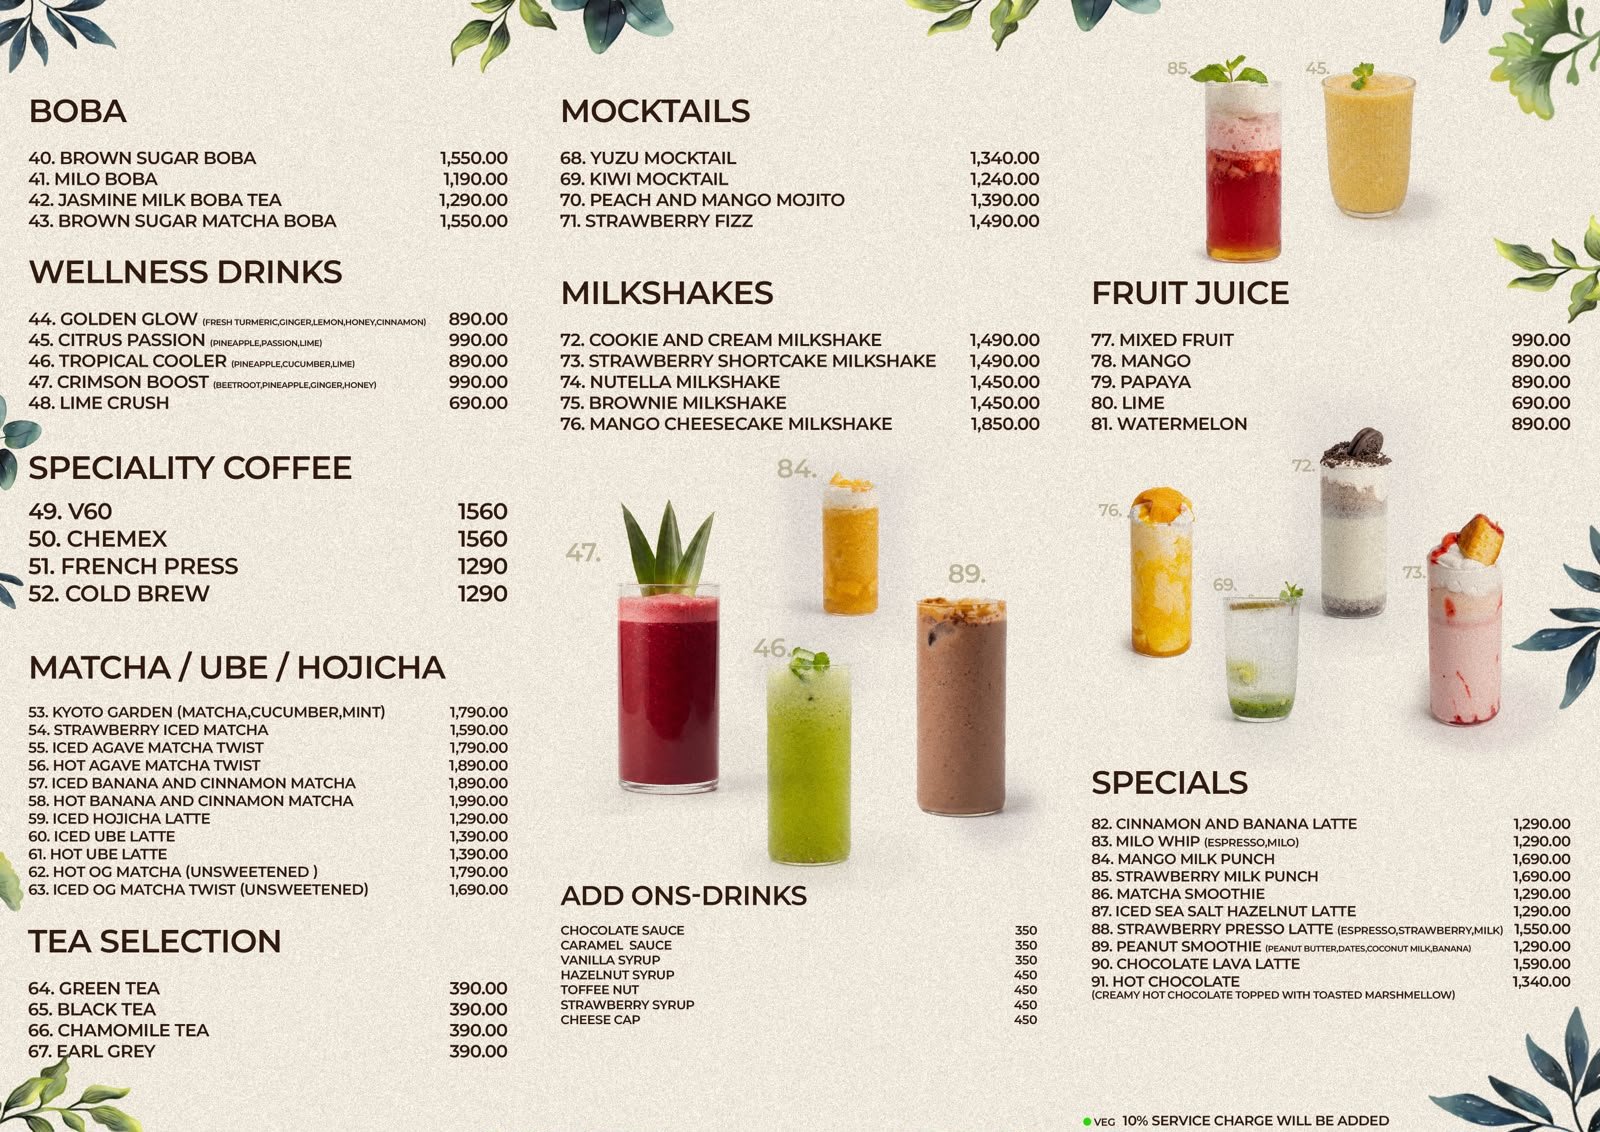 BOBA
40. BROWN SUGAR BOBA 1,550.00
41. MILO BOBA 1,190.00
42. JASMINE MILK BOBA TEA 1,290.00
43. BROWN SUGAR MATCHA BOBA 1,550.00
WELLNESS DRINKS
44. GOLDEN GLOW (FRESH TURMERIC,GINGER,LEMON,HONEY,CINNAMON) 890.00
45. CITRUS PASSION (PINEAPPLE,PASSION,LIME) 990.00
46. TROPICAL COOLER (PINEAPPLE,CUCUMBER,LIME) 890.00
47. CRIMSON BOOST (BEETROOT,PINEAPPLE,GINGER,HONEY) 990.00
48. LIME CRUSH 690.00
SPECIALITY COFFEE
49. V60 1560
50. CHEMEX 1560
51. FRENCH PRESS 1290
52. COLD BREW 1290
MATCHA / UBE / HOJICHA
53. KYOTO GARDEN (MATCHA,CUCUMBER,MINT) 1,790.00
54. STRAWBERRY ICED MATCHA 1,590.00
55. ICED AGAVE MATCHA TWIST 1,790.00
56. HOT AGAVE MATCHA TWIST 1,890.00
57. ICED BANANA AND CINNAMON MATCHA 1,890.00
58. HOT BANANA AND CINNAMON MATCHA 1,990.00
59. ICED HOJICHA LATTE 1,290.00
60. ICED UBE LATTE 1,390.00
61. HOT UBE LATTE 1,390.00
62. HOT OG MATCHA (UNSWEETENED ) 1,790.00
63. ICED OG MATCHA TWIST (UNSWEETENED) 1,690.00
TEA SELECTION
64. GREEN TEA 390.00
65. BLACK TEA 390.00
66. CHAMOMILE TEA 390.00
67. EARL GREY 390.00
MOCKTAILS
68. YUZU MOCKTAIL 1,340.00
69. KIWI MOCKTAIL 1,240.00
70. PEACH AND MANGO MOJITO 1,390.00
71. STRAWBERRY FIZZ 1,490.00
MILKSHAKES
72. COOKIE AND CREAM MILKSHAKE 1,490.00
73. STRAWBERRY SHORTCAKE MILKSHAKE 1,490.00
74. NUTELLA MILKSHAKE 1,450.00
75. BROWNIE MILKSHAKE 1,450.00
76. MANGO CHEESECAKE MILKSHAKE 1,850.00
84.
47.
89.
46.
ADD ONS-DRINKS
CHOCOLATE SAUCE 350
CARAMEL SAUCE 350
VANILLA SYRUP 350
HAZELNUT SYRUP 450
TOFFEE NUT 450
STRAWBERRY SYRUP 450
CHEESE CAP 450
85.
45.
FRUIT JUICE
77. MIXED FRUIT 990.00
78. MANGO 890.00
79. PAPAYA 890.00
80. LIME 690.00
81. WATERMELON 890.00
72.
76.
69.
73.
SPECIALS
82. CINNAMON AND BANANA LATTE 1,290.00
83. MILO WHIP (ESPRESSO,MILO) 1,290.00
84. MANGO MILK PUNCH 1,690.00
85. STRAWBERRY MILK PUNCH 1,690.00
86. MATCHA SMOOTHIE 1,290.00
87. ICED SEA SALT HAZELNUT LATTE 1,290.00
88. STRAWBERRY PRESSO LATTE (ESPRESSO,STRAWBERRY,MILK) 1,550.00
89. PEANUT SMOOTHIE (PEANUT BUTTER,DATES,COCONUT MILK,BANANA) 1,290.00
90. CHOCOLATE LAVA LATTE 1,590.00
91. HOT CHOCOLATE 1,340.00
(CREAMY HOT CHOCOLATE TOPPED WITH TOASTED MARSHMELLOW)
VEG 10% SERVICE CHARGE WILL BE ADDED